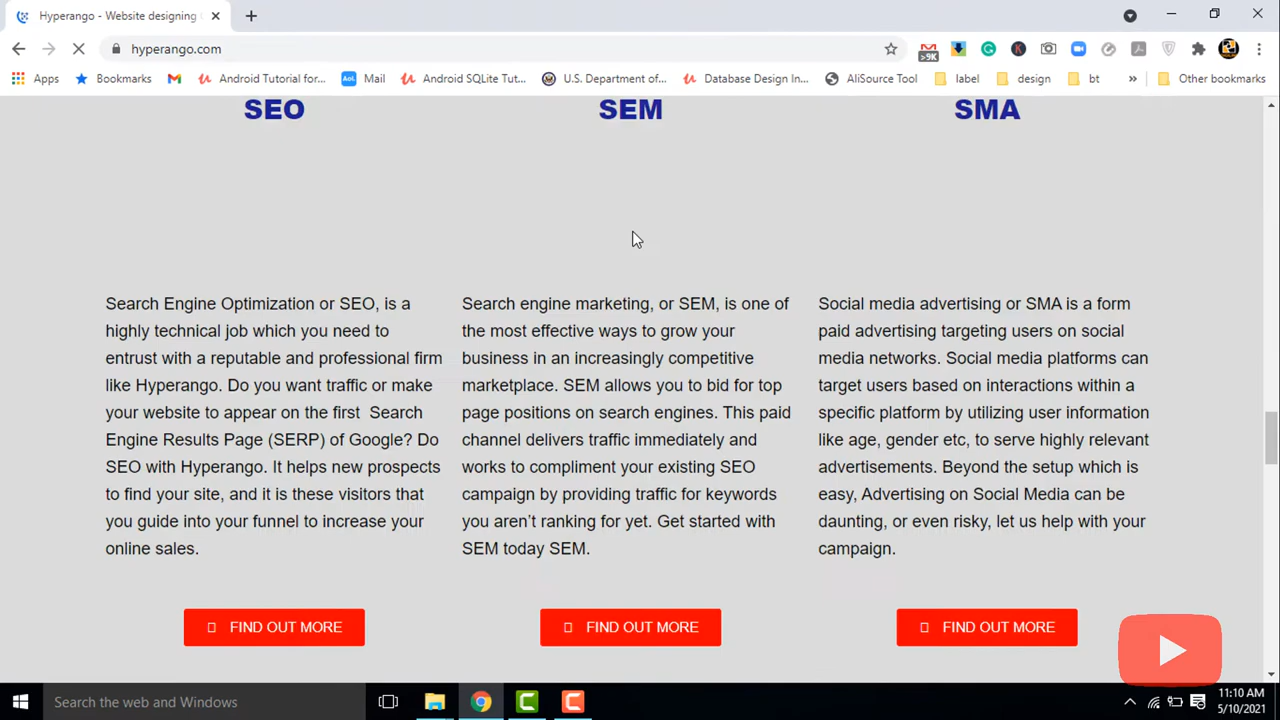 Hyperango - Website designing
hyperango.com
>9K
Apps
Bookmarks
Android Tutorial for...
AOL
Mail
Android SQLite Tut...
U.S. Department of...
Database Design In...
AliSource Tool
label
design
bt
»
Other bookmarks
SEO
SEM
SMA
Search Engine Optimization or SEO, is a
highly technical job which you need to
entrust with a reputable and professional firm
like Hyperango. Do you want traffic or make
your website to appear on the first  Search
Engine Results Page (SERP) of Google? Do
SEO with Hyperango. It helps new prospects
to find your site, and it is these visitors that
you guide into your funnel to increase your
online sales.
FIND OUT MORE
Search engine marketing, or SEM, is one of
the most effective ways to grow your
business in an increasingly competitive
marketplace. SEM allows you to bid for top
page positions on search engines. This paid
channel delivers traffic immediately and
works to compliment your existing SEO
campaign by providing traffic for keywords
you aren't ranking for yet. Get started with
SEM today SEM.
FIND OUT MORE
Social media advertising or SMA is a form
paid advertising targeting users on social
media networks. Social media platforms can
target users based on interactions within a
specific platform by utilizing user information
like age, gender etc, to serve highly relevant
advertisements. Beyond the setup which is
easy, Advertising on Social Media can be
daunting, or even risky, let us help with your
campaign.
FIND OUT MORE
Search the web and Windows
11:10 AM
5/10/2021